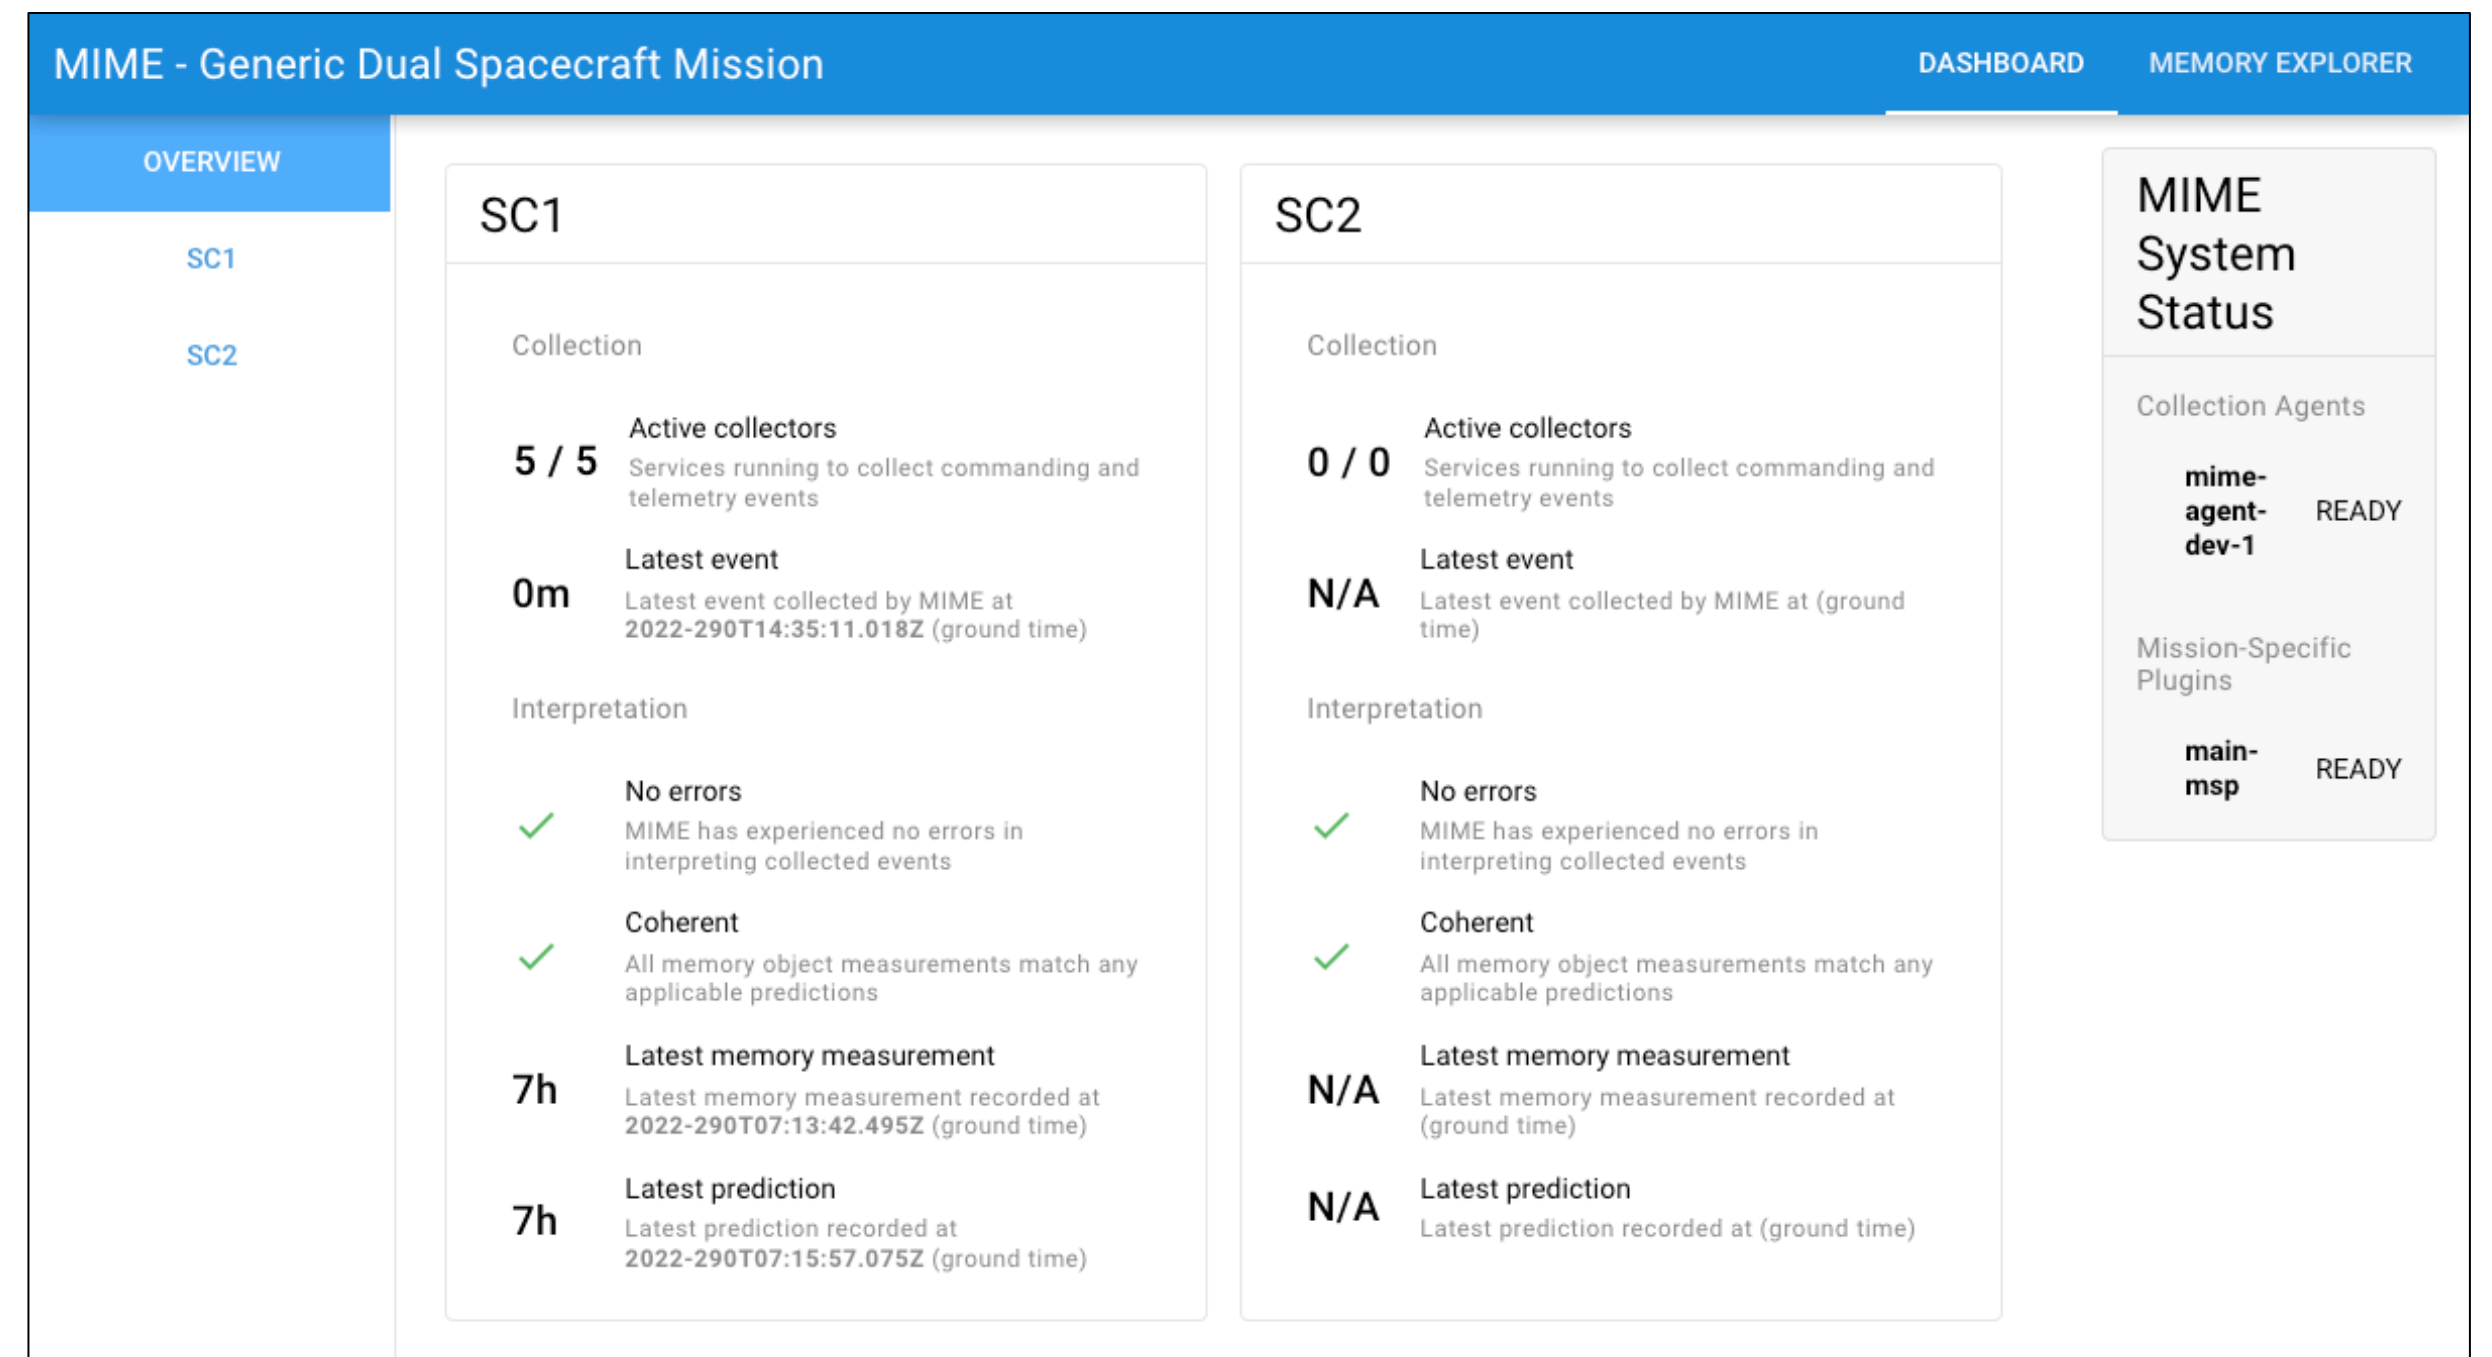 MIME - Generic Dual Spacecraft Mission
DASHBOARD
MEMORY EXPLORER
OVERVIEW
SC1
SC2
SC1
Collection
5 / 5
Active collectors
Services running to collect commanding and
telemetry events
0m
Latest event
Latest event collected by MIME at
2022-290T14:35:11.018Z (ground time)
Interpretation
No errors
MIME has experienced no errors in
interpreting collected events
Coherent
All memory object measurements match any
applicable predictions
7h
Latest memory measurement
Latest memory measurement recorded at
2022-290T07:13:42.495Z (ground time)
7h
Latest prediction
Latest prediction recorded at
2022-290T07:15:57.075Z (ground time)
SC2
Collection
0 / 0
Active collectors
Services running to collect commanding and
telemetry events
N/A
Latest event
Latest event collected by MIME at (ground
time)
Interpretation
No errors
MIME has experienced no errors in
interpreting collected events
Coherent
All memory object measurements match any
applicable predictions
N/A
Latest memory measurement
Latest memory measurement recorded at
(ground time)
N/A
Latest prediction
Latest prediction recorded at (ground time)
MIME
System
Status
Collection Agents
mime-
agent-
dev-1
READY
Mission-Specific
Plugins
main-
msp
READY